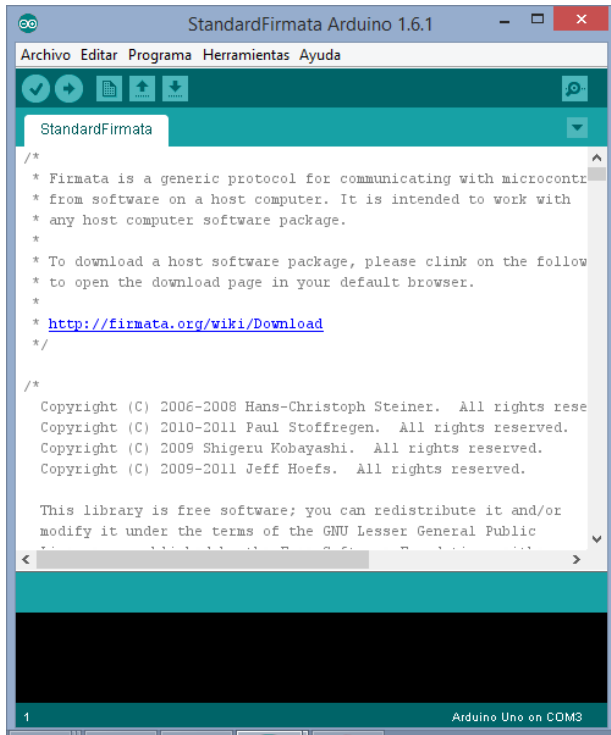 StandardFirmata Arduino 1.6.1
Archivo Editar Programa Herramientas Ayuda
StandardFirmata
/*
* Firmata is a generic protocol for communicating with microcontr
* from software on a host computer. It is intended to work with
* any host computer software package.
*
* To download a host software package, please clink on the follow
* to open the download page in your default browser.
*
* http://firmata.org/wiki/Download
*/
/*
Copyright (C) 2006-2008 Hans-Christoph Steiner.  All rights rese
Copyright (C) 2010-2011 Paul Stoffregen.  All rights reserved.
Copyright (C) 2009 Shigeru Kobayashi.  All rights reserved.
Copyright (C) 2009-2011 Jeff Hoefs.  All rights reserved.
This library is free software; you can redistribute it and/or
modify it under the terms of the GNU Lesser General Public
1
Arduino Uno on COM3